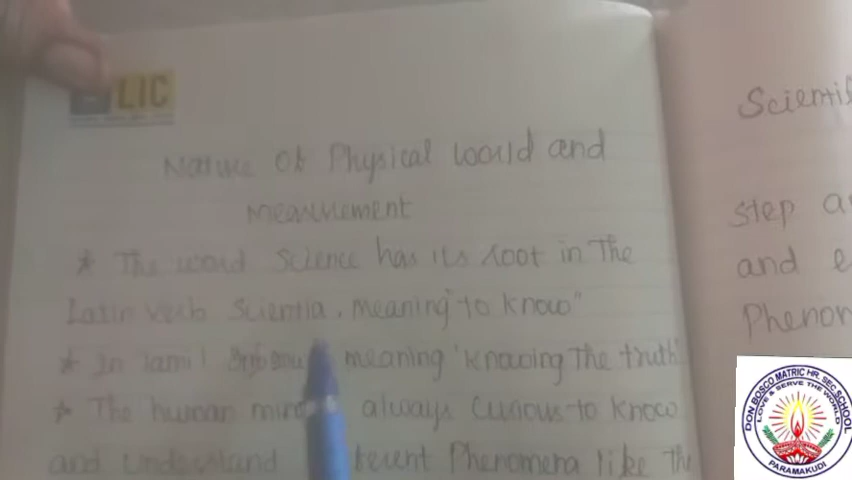 LIC
Nature Of Physical world and
Measurement
* The word Science has its root in The
Latin verb Scientia, meaning "to know"
* In Tamil meaning 'knowing The truth'
* The human mind always Curious to know
and Understand Phenomena like the
Scientif
step a
and e
Phenom
DON BOSCO MATRIC HR. SEC SCHOOL
LOVE & SERVE THE WORLD
PARAMAKUDI